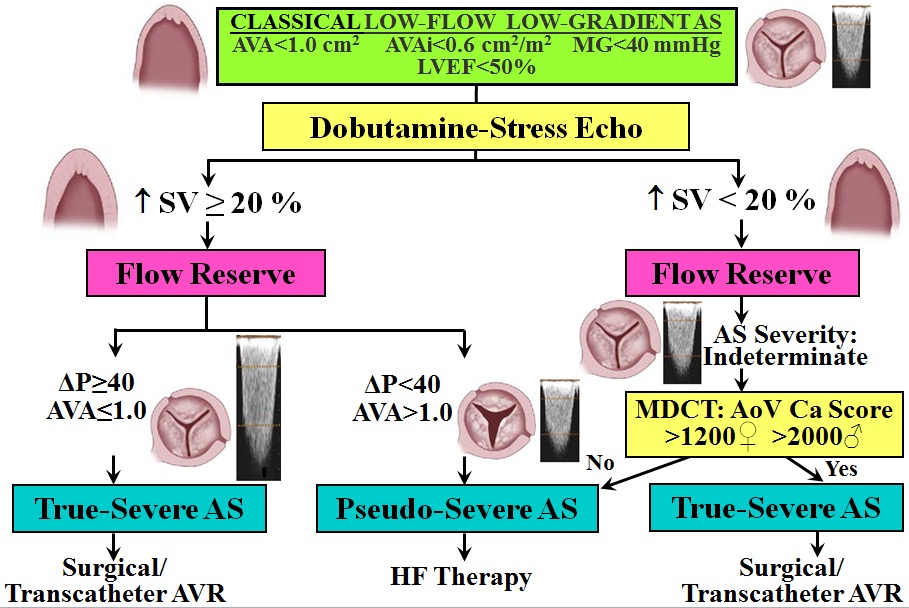 CLASSICAL LOW-FLOW LOW-GRADIENT AS
AVA<1.0 cm² AVAi<0.6 cm²/m² MG<40 mmHg
LVEF<50%
Dobutamine-Stress Echo
↑ SV ≥ 20 %
↑ SV < 20 %
Flow Reserve
Flow Reserve
AS Severity:
Indeterminate
ΔP≥40
AVA≤1.0
ΔP<40
AVA>1.0
MDCT: AoV Ca Score
>1200♀ >2000♂
No
Yes
True-Severe AS
Pseudo-Severe AS
True-Severe AS
Surgical/
Transcatheter AVR
HF Therapy
Surgical/
Transcatheter AVR